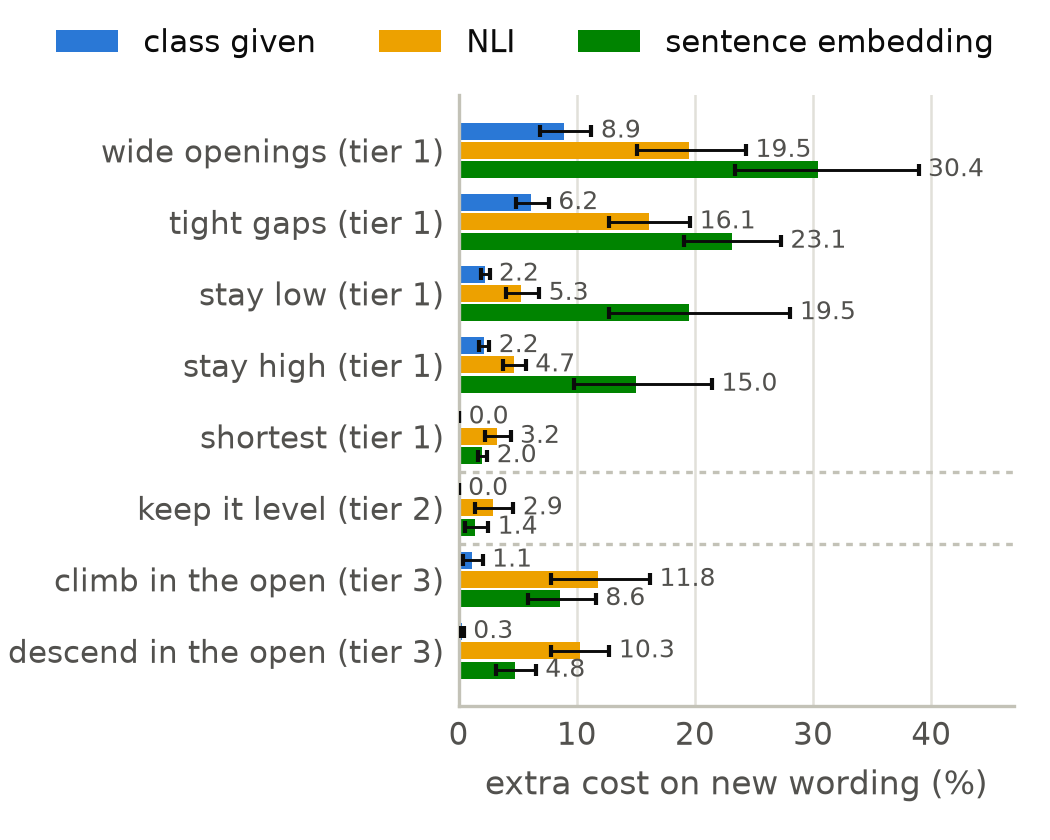 class given NLI sentence embedding
wide openings (tier 1) 8.9 19.5 30.4
tight gaps (tier 1) 6.2 16.1 23.1
stay low (tier 1) 2.2 5.3 19.5
stay high (tier 1) 2.2 4.7 15.0
shortest (tier 1) 0.0 3.2 2.0
keep it level (tier 2) 0.0 2.9 1.4
climb in the open (tier 3) 1.1 11.8 8.6
descend in the open (tier 3) 0.3 10.3 4.8
0 10 20 30 40
extra cost on new wording (%)